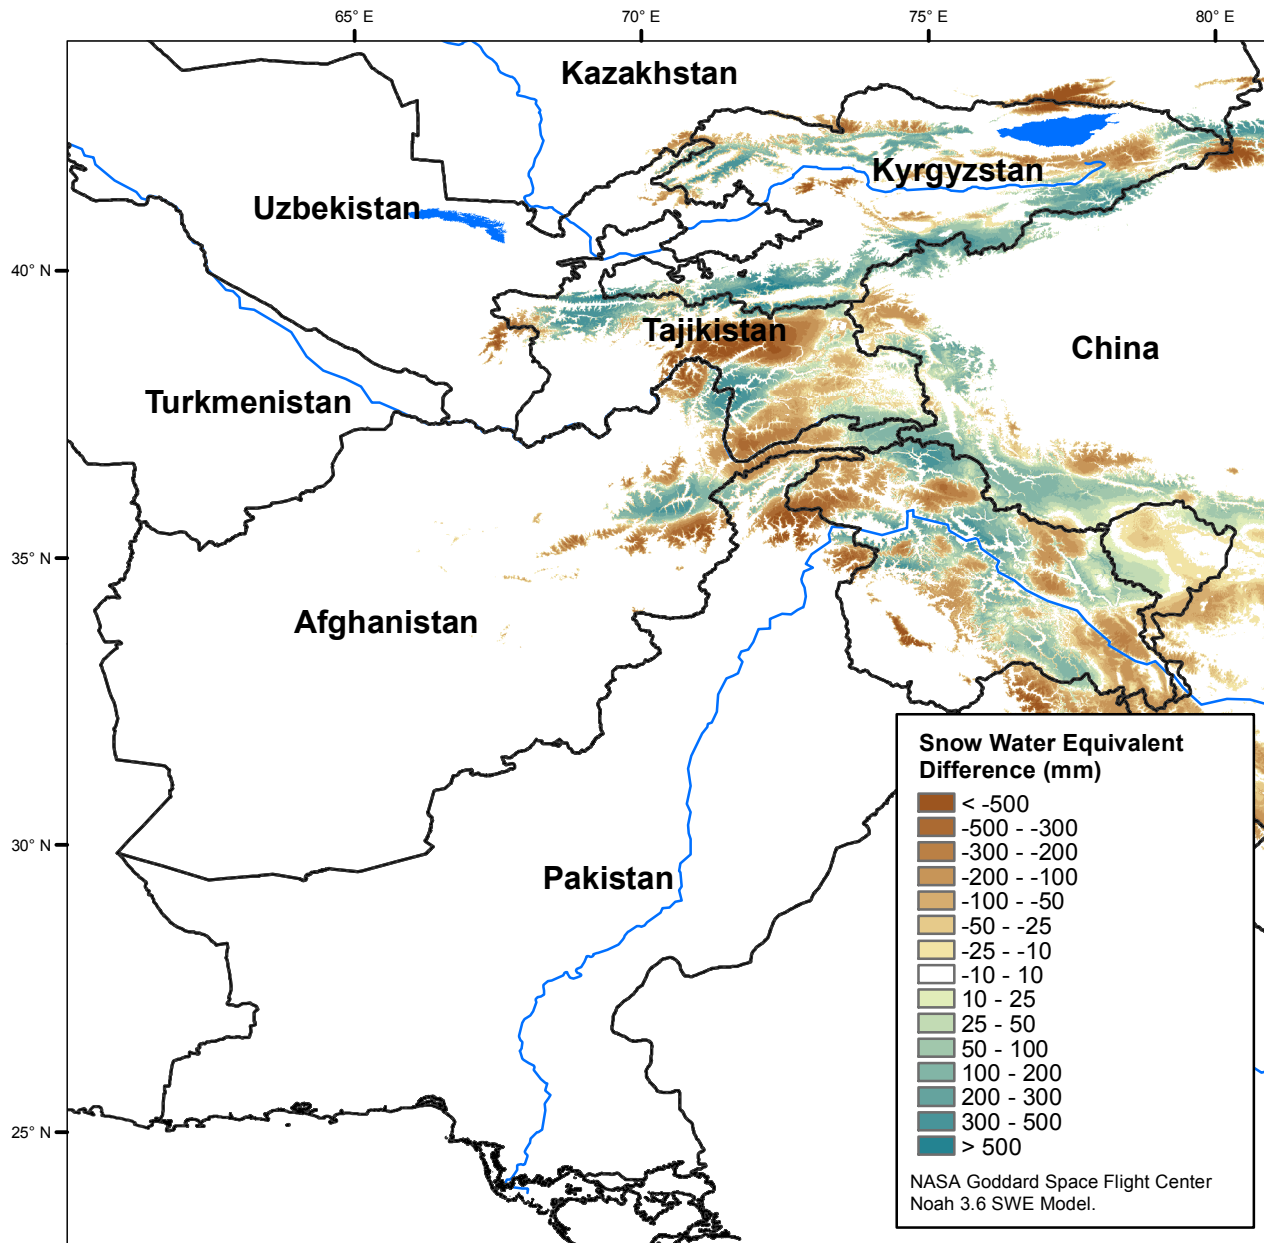 65° E
70° E
75° E
80° E
Kazakhstan
Kyrgyzstan
Uzbekistan
40° N
Tajikistan
China
Turkmenistan
35° N
Afghanistan
Snow Water Equivalent
Difference (mm)
< -500
-500 - -300
-300 - -200
-200 - -100
-100 - -50
-50 - -25
-25 - -10
-10 - 10
10 - 25
25 - 50
50 - 100
100 - 200
200 - 300
300 - 500
> 500
NASA Goddard Space Flight Center
Noah 3.6 SWE Model.
30° N
Pakistan
25° N